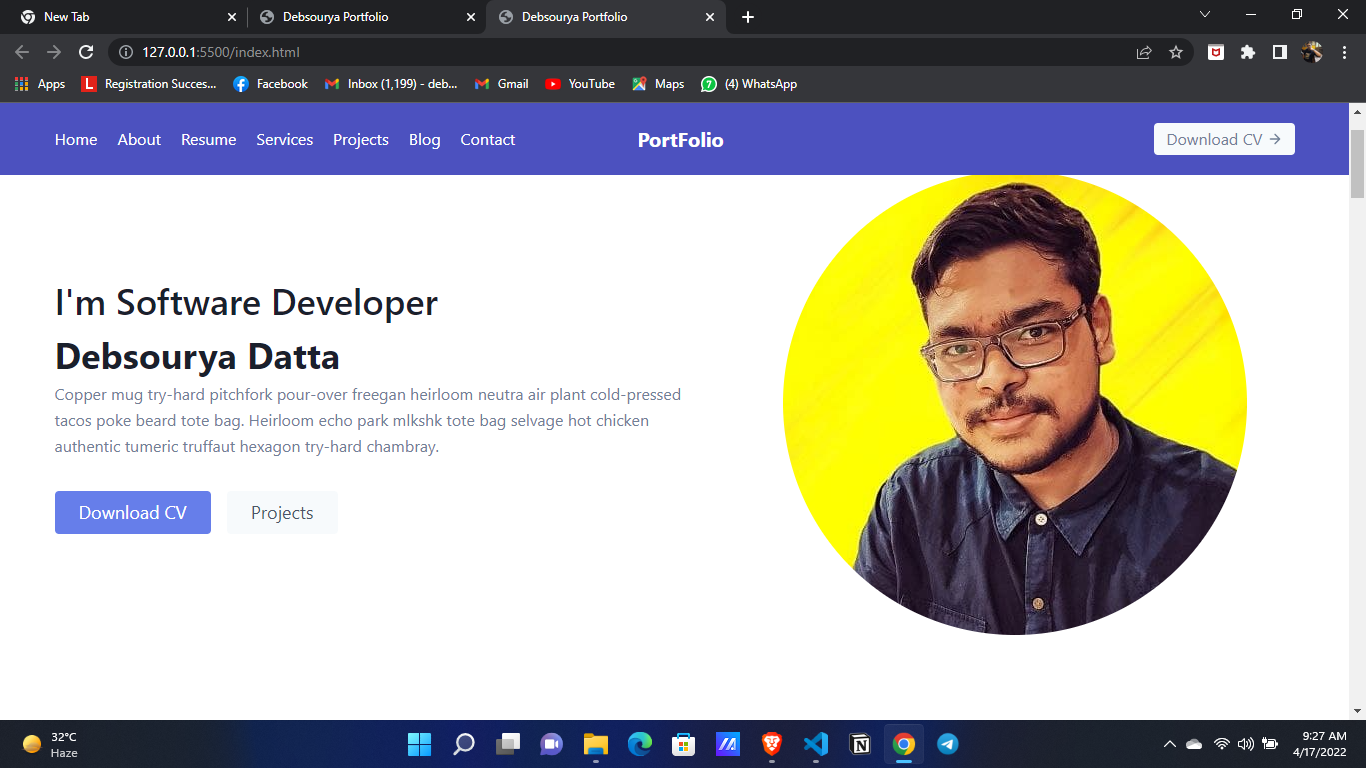 New Tab
Debsourya Portfolio
Debsourya Portfolio
127.0.0.1:5500/index.html
Apps
L
Registration Succes...
Facebook
Inbox (1,199) - deb...
Gmail
YouTube
Maps
7
(4) WhatsApp
Home About Resume Services Projects Blog Contact
PortFolio
Download CV →
I'm Software Developer
Debsourya Datta
Copper mug try-hard pitchfork pour-over freegan heirloom neutra air plant cold-pressed
tacos poke beard tote bag. Heirloom echo park mlkshk tote bag selvage hot chicken
authentic tumeric truffaut hexagon try-hard chambray.
Download CV
Projects
32°C
Haze
9:27 AM
4/17/2022